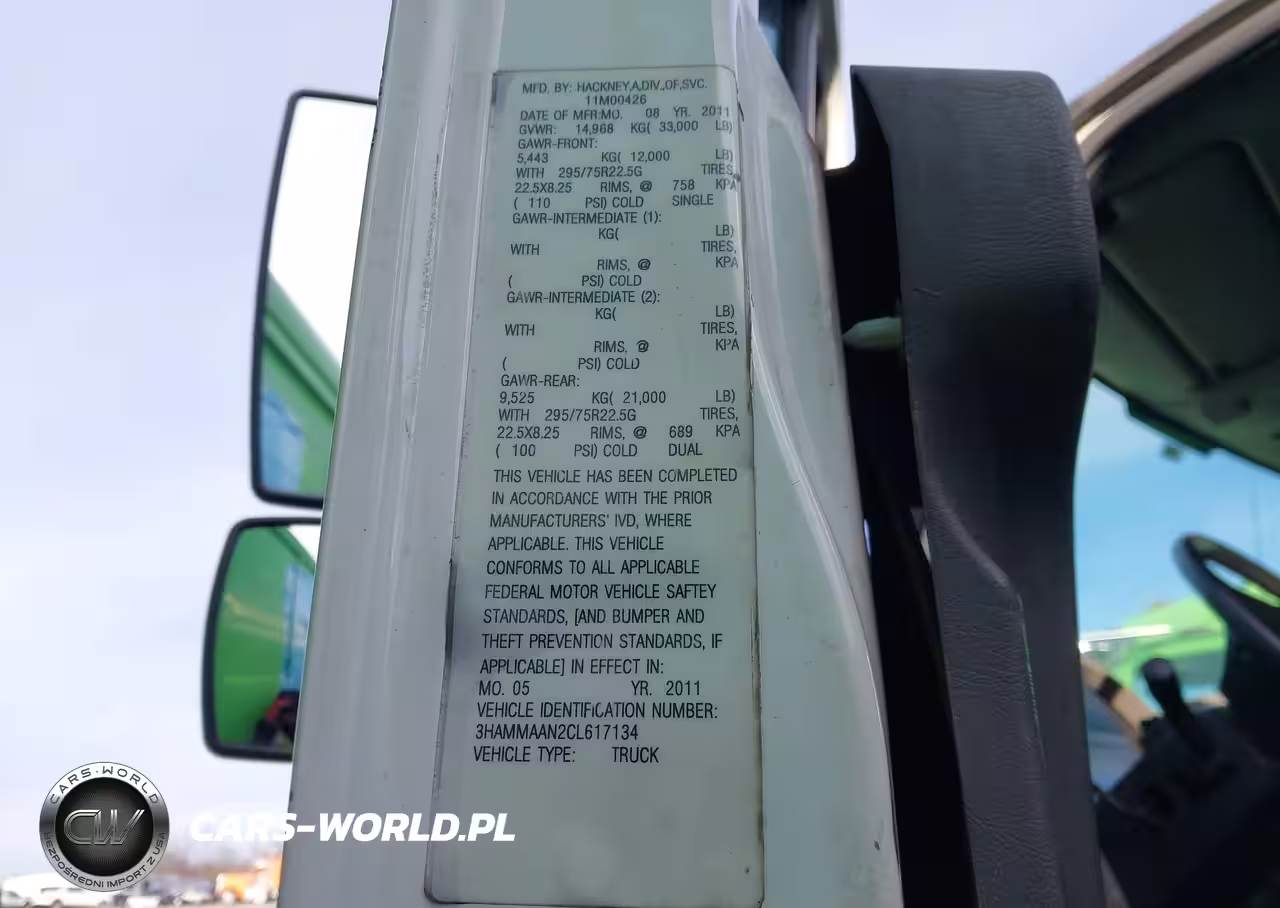 MFD. BY: HACKNEY,A,DIV.,OF,SVC.
11M00426
DATE OF MFR:MO. 08 YR. 2011
GVWR: 14,968 KG( 33,000 LB)
GAWR-FRONT:
5,443 KG( 12,000 LB)
WITH 295/75R22.5G TIRES,
22.5X8.25 RIMS, @ 758 KPA
( 110 PSI) COLD SINGLE
GAWR-INTERMEDIATE (1):
KG( LB)
WITH TIRES,
RIMS, @ KPA
( PSI) COLD
GAWR-INTERMEDIATE (2):
KG( LB)
WITH TIRES,
RIMS, @ KPA
( PSI) COLD
GAWR-REAR:
9,525 KG( 21,000 LB)
WITH 295/75R22.5G TIRES,
22.5X8.25 RIMS, @ 689 KPA
( 100 PSI) COLD DUAL
THIS VEHICLE HAS BEEN COMPLETED
IN ACCORDANCE WITH THE PRIOR
MANUFACTURERS' IVD, WHERE
APPLICABLE. THIS VEHICLE
CONFORMS TO ALL APPLICABLE
FEDERAL MOTOR VEHICLE SAFTEY
STANDARDS, [AND BUMPER AND
THEFT PREVENTION STANDARDS, IF
APPLICABLE] IN EFFECT IN:
MO. 05 YR. 2011
VEHICLE IDENTIFICATION NUMBER:
3HAMMAAN2CL617134
VEHICLE TYPE: TRUCK
CARS-WORLD
CW
BEZPOŚREDNI IMPORT Z USA
CARS-WORLD.PL